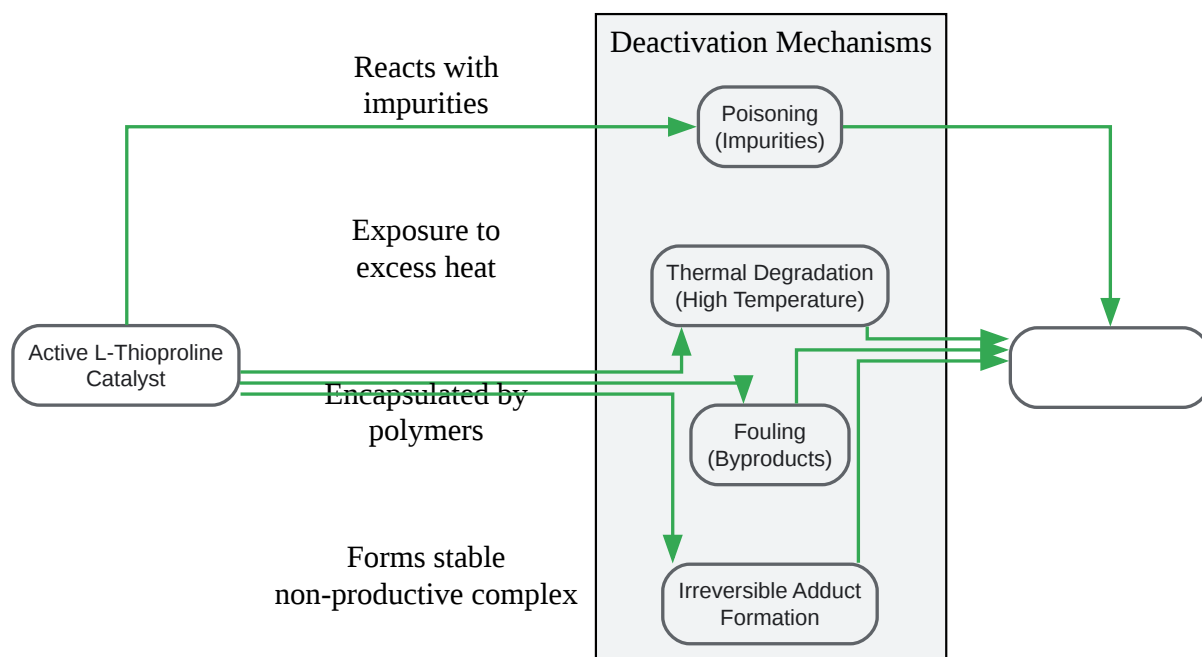 Deactivation Mechanisms
Reacts with
impurities
Poisoning
(Impurities)
Exposure to
excess heat
Thermal Degradation
(High Temperature)
Active L-Thioproline
Catalyst
Encapsulated by
polymers
Fouling
(Byproducts)
Forms stable
non-productive complex
Irreversible Adduct
Formation